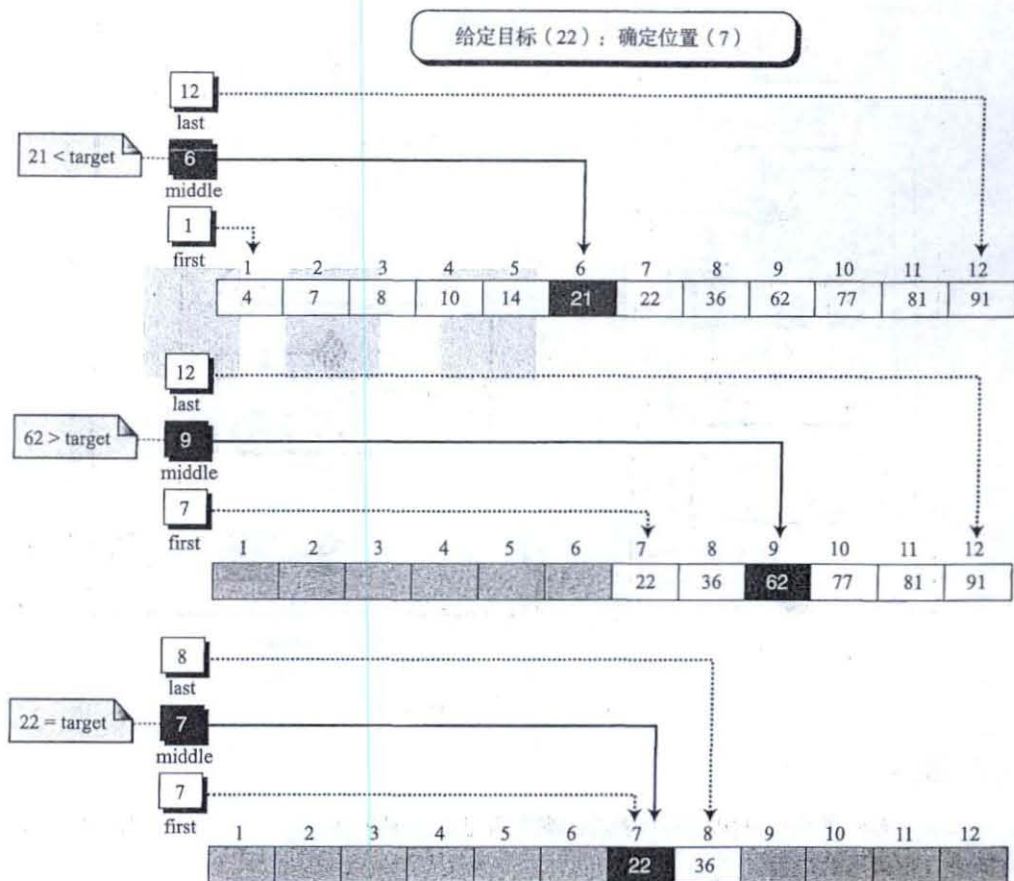 给定目标（22）：确定位置（7）
12
last
21 < target
6
middle
1
first
1 2 3 4 5 6 7 8 9 10 11 12
4 7 8 10 14 21 22 36 62 77 81 91
12
last
62 > target
9
middle
7
first
1 2 3 4 5 6 7 8 9 10 11 12
22 36 62 77 81 91
8
last
22 = target
7
middle
7
first
1 2 3 4 5 6 7 8 9 10 11 12
22 36